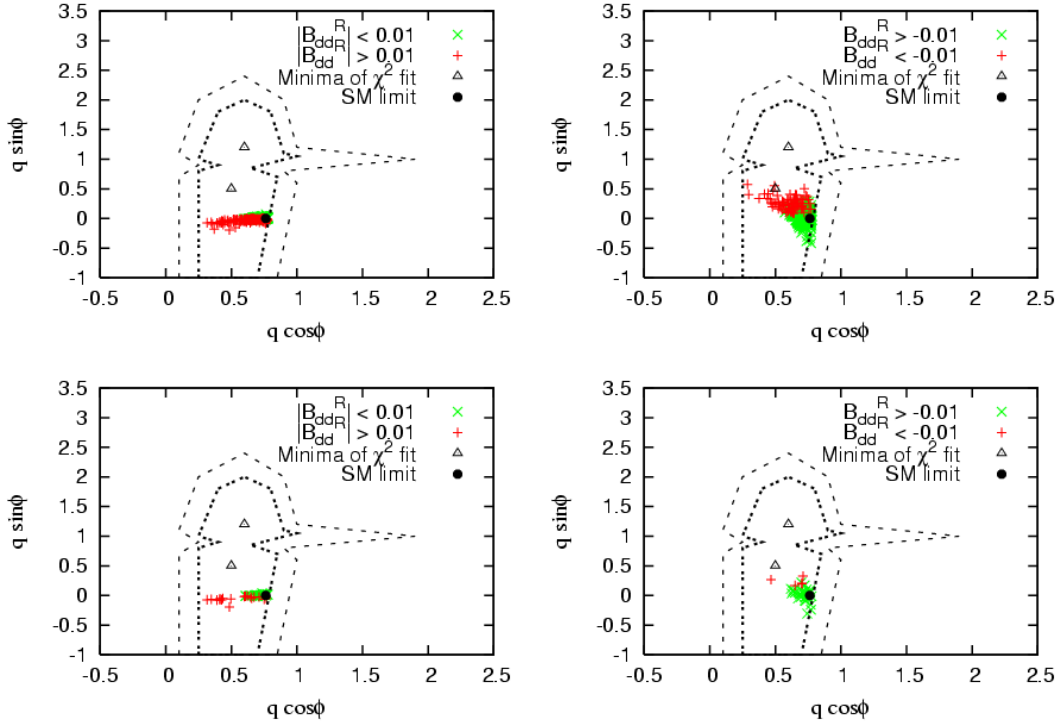 |B_dd^R| < 0.01
|B_dd^R| > 0.01
Minima of χ² fit
SM limit
3.5
3
2.5
2
1.5
1
0.5
0
-0.5
-1
q sinϕ
-0.5 0 0.5 1 1.5 2 2.5
q cosϕ
B_dd^R > -0.01
B_dd^R < -0.01
Minima of χ² fit
SM limit
3.5
3
2.5
2
1.5
1
0.5
0
-0.5
-1
q sinϕ
-0.5 0 0.5 1 1.5 2 2.5
q cosϕ
|B_dd^R| < 0.01
|B_dd^R| > 0.01
Minima of χ² fit
SM limit
3.5
3
2.5
2
1.5
1
0.5
0
-0.5
-1
q sinϕ
-0.5 0 0.5 1 1.5 2 2.5
q cosϕ
B_dd^R > -0.01
B_dd^R < -0.01
Minima of χ² fit
SM limit
3.5
3
2.5
2
1.5
1
0.5
0
-0.5
-1
q sinϕ
-0.5 0 0.5 1 1.5 2 2.5
q cosϕ